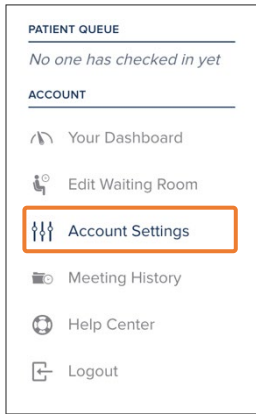 PATIENT QUEUE
No one has checked in yet
ACCOUNT
Your Dashboard
Edit Waiting Room
Account Settings
Meeting History
Help Center
Logout